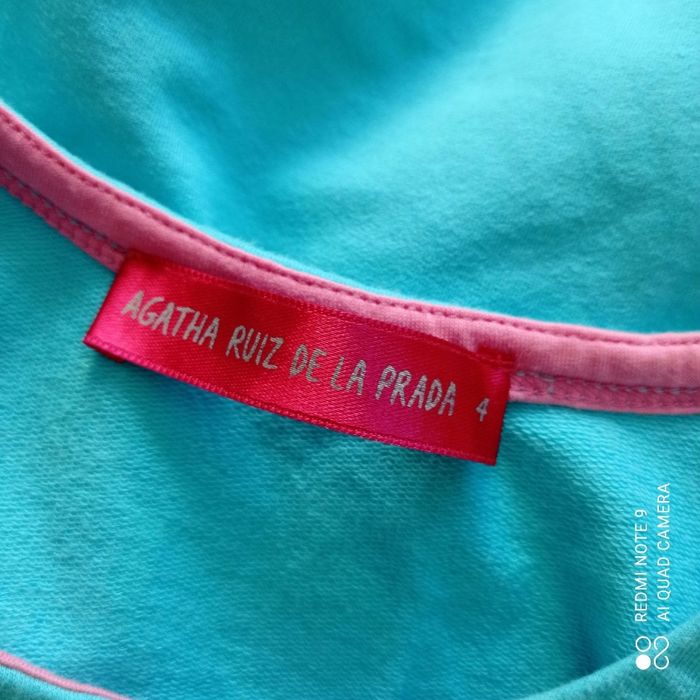 AGATHA RUIZ DE LA PRADA 4
REDMI NOTE 9
AI QUAD CAMERA